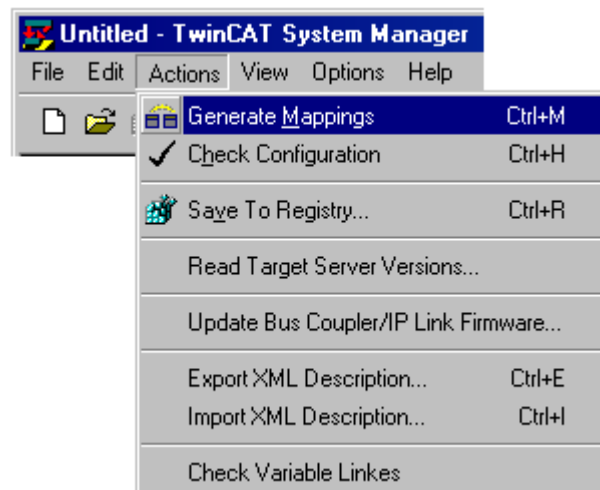 Untitled - TwinCAT System Manager
File Edit Actions View Options Help
Generate Mappings Ctrl+M
Check Configuration Ctrl+H
Save To Registry... Ctrl+R
Read Target Server Versions...
Update Bus Coupler/IP Link Firmware...
Export XML Description... Ctrl+E
Import XML Description... Ctrl+I
Check Variable Linkes